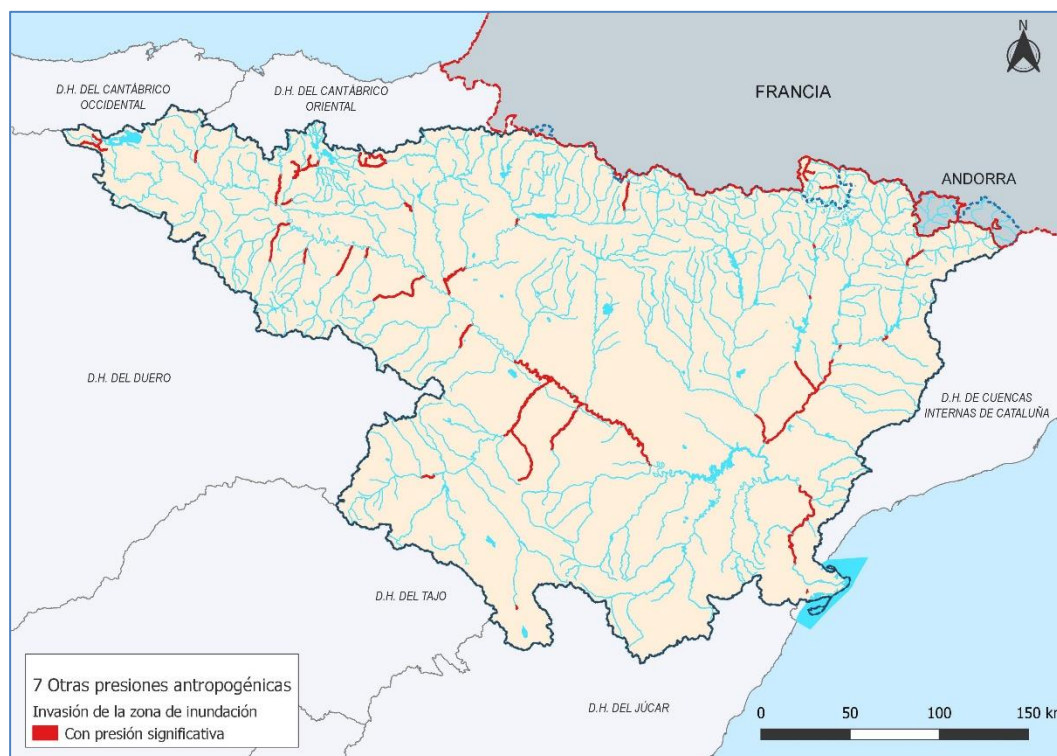 N
D.H. DEL CANTÁBRICO
OCCIDENTAL
D.H. DEL CANTÁBRICO
ORIENTAL
FRANCIA
ANDORRA
D.H. DEL DUERO
D.H. DE CUENCAS
INTERNAS DE CATALUÑA
D.H. DEL TAJO
D.H. DEL JÚCAR
7 Otras presiones antropogénicas
Invasión de la zona de inundación
Con presión significativa
0 50 100 150 km